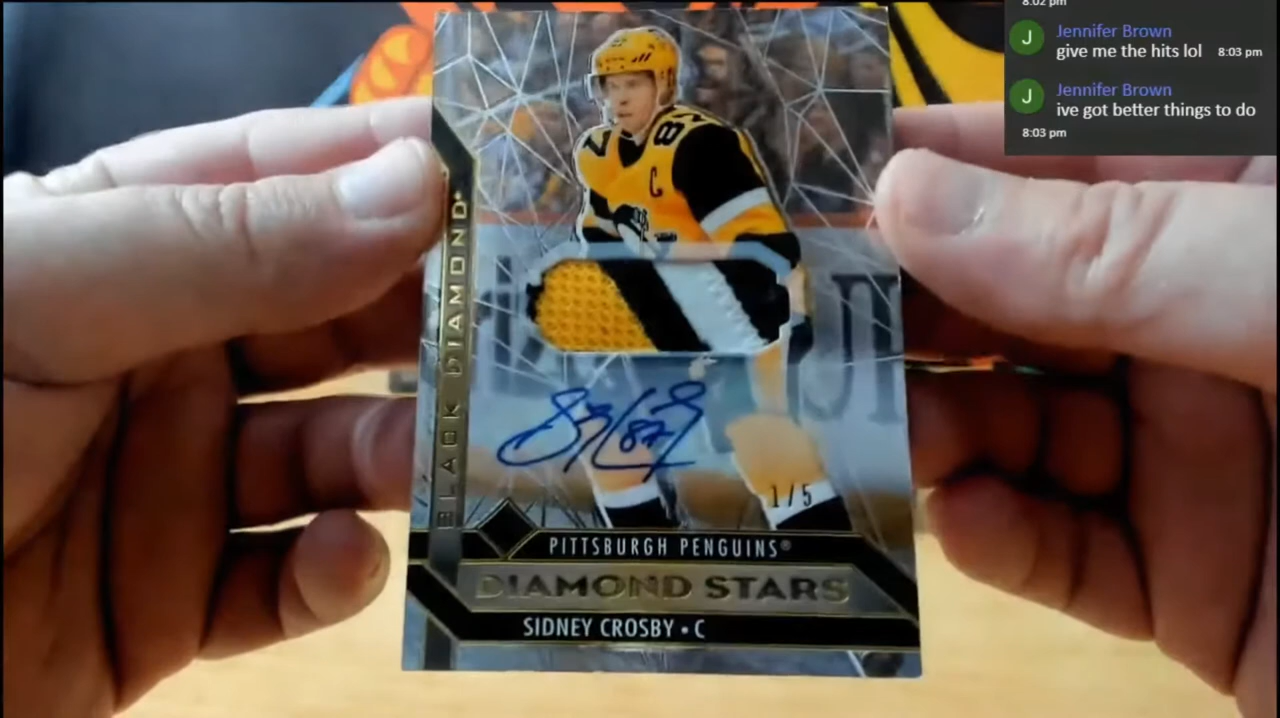 8:02 pm
J
Jennifer Brown
give me the hits lol 8:03 pm
J
Jennifer Brown
ive got better things to do
8:03 pm
87
C
BLACK DIAMOND
87
1/5
PITTSBURGH PENGUINS®
DIAMOND STARS
SIDNEY CROSBY • C